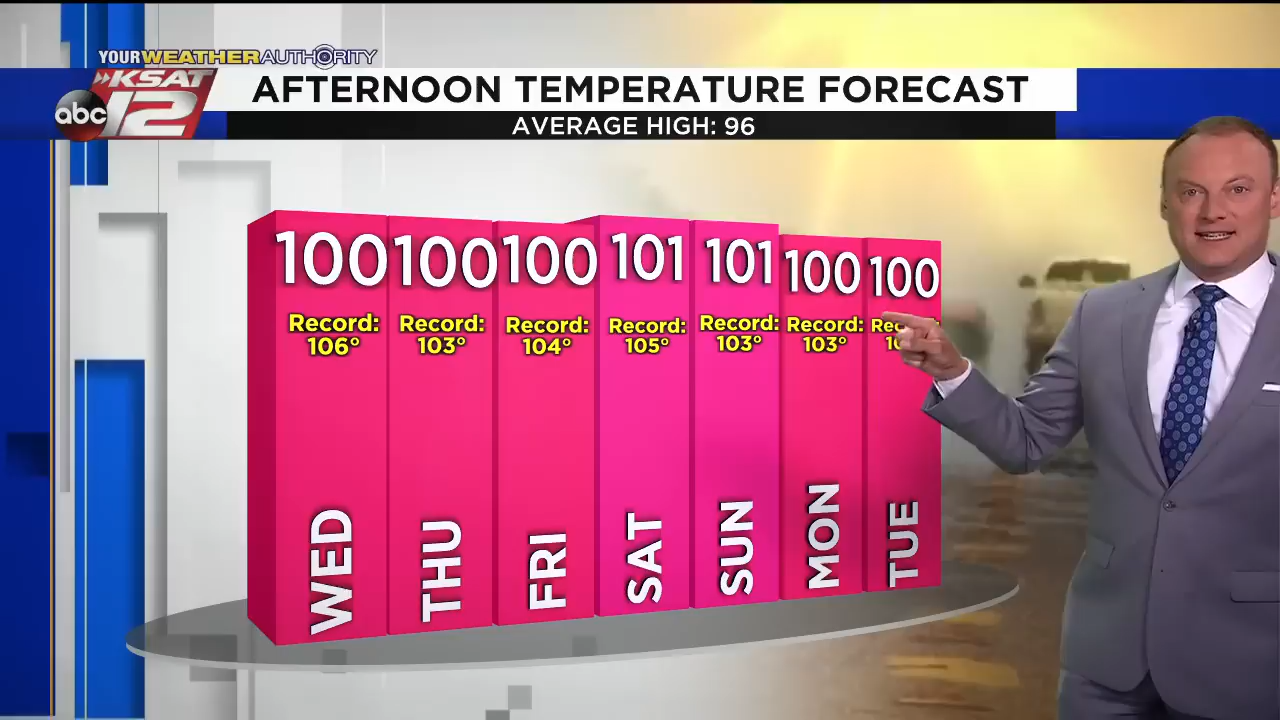 YOURWEATHERAUTHORITY
KSAT
abc 12
AFTERNOON TEMPERATURE FORECAST
AVERAGE HIGH: 96
100 100 100 101 101 100 100
Record: Record: Record: Record: Record: Record:
106° 103° 104° 105° 103° 103°
WED THU FRI SAT SUN MON TUE